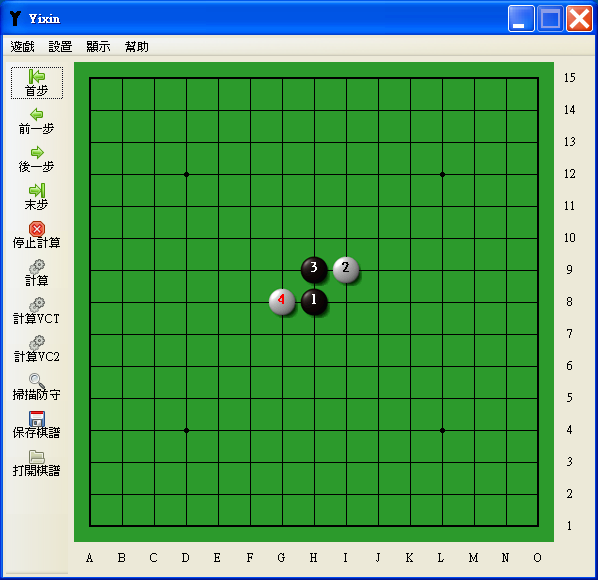 Yixin
遊戲 設置 顯示 幫助
首步
前一步
後一步
末步
停止計算
計算
計算VCT
計算VC2
掃描防守
保存棋譜
打開棋譜
15
14
13
12
11
10
9
8
7
6
5
4
3
2
1
3 2
4 1
A B C D E F G H I J K L M N O